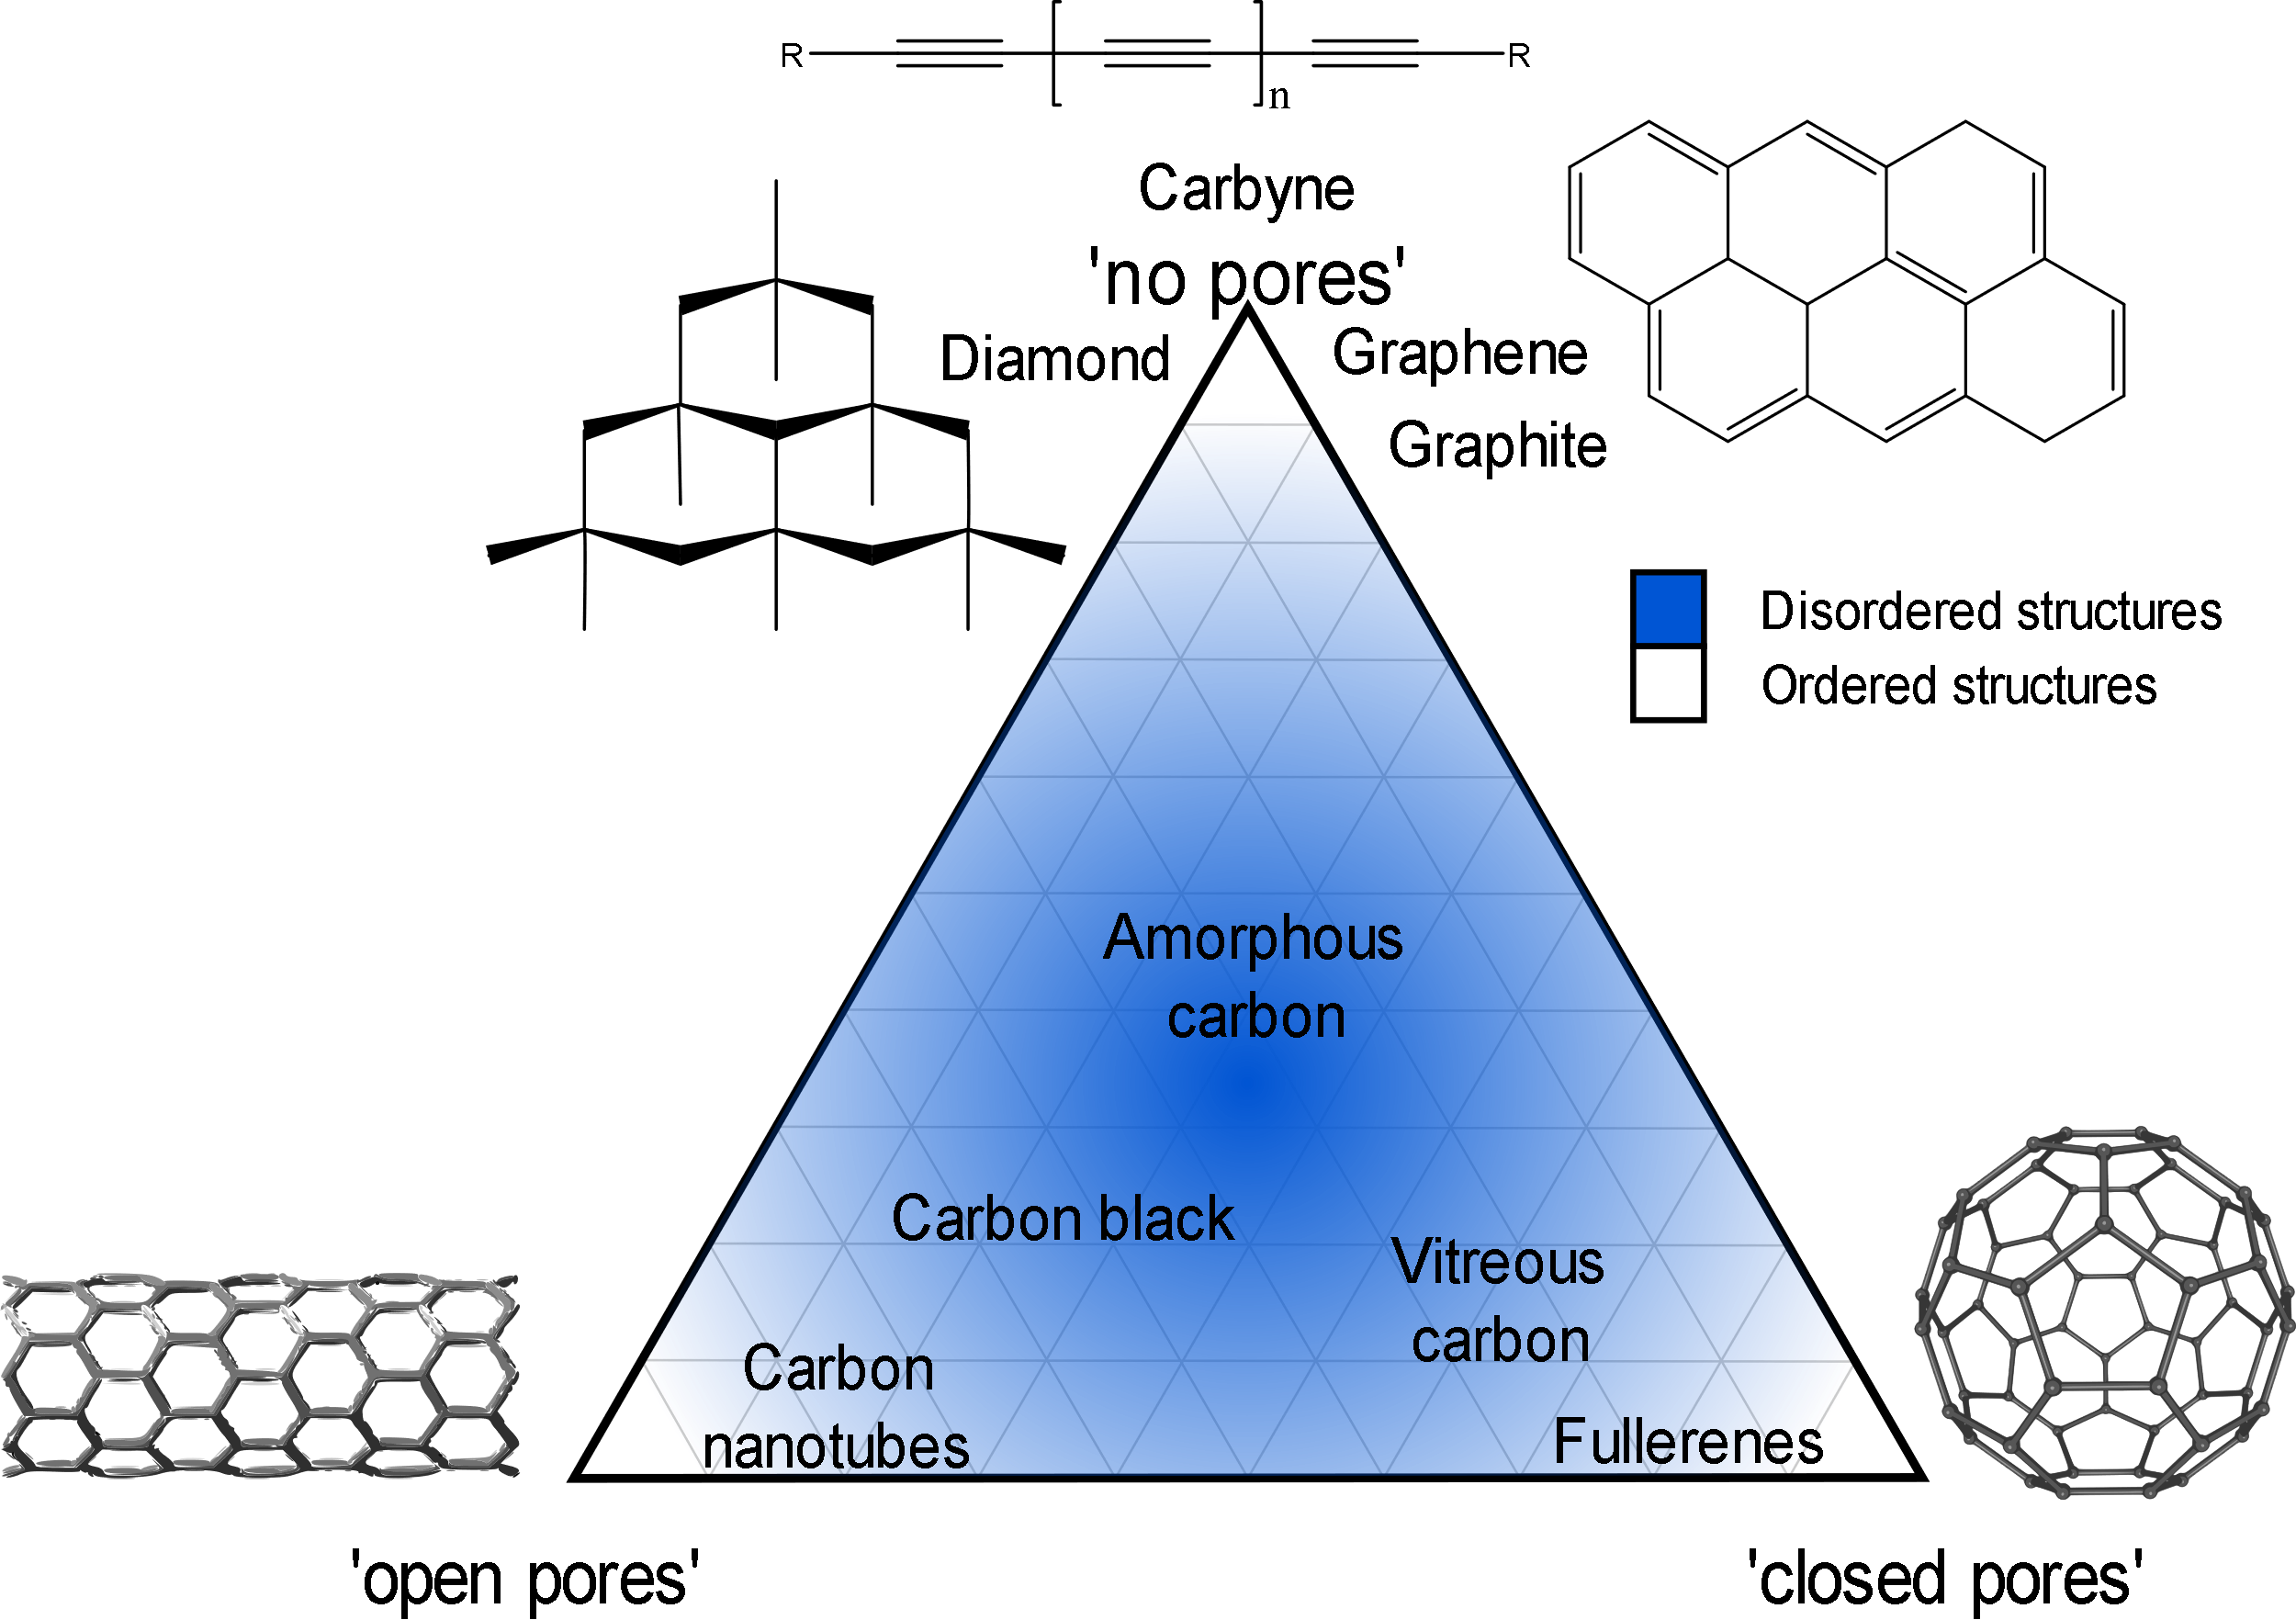 R
R
n
Carbyne
'no pores'
Diamond
Graphene
Graphite
Disordered structures
Ordered structures
Amorphous
carbon
Carbon black
Vitreous
carbon
Carbon
nanotubes
Fullerenes
'open pores'
'closed pores'